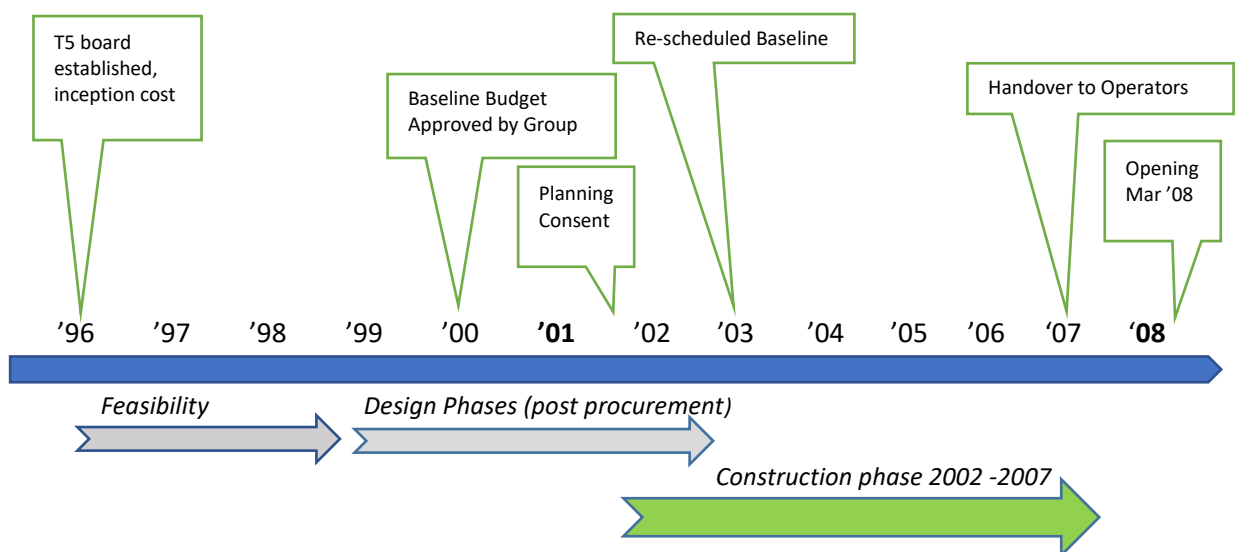 T5 board
established,
inception cost
Baseline Budget
Approved by Group
Planning
Consent
Re-scheduled Baseline
Handover to Operators
Opening
Mar ’08
’96 ’97 ’98 ’99 ’00 ’01 ’02 ’03 ’04 ’05 ’06 ‘07 ‘08
Feasibility
Design Phases (post procurement)
Construction phase 2002 -2007